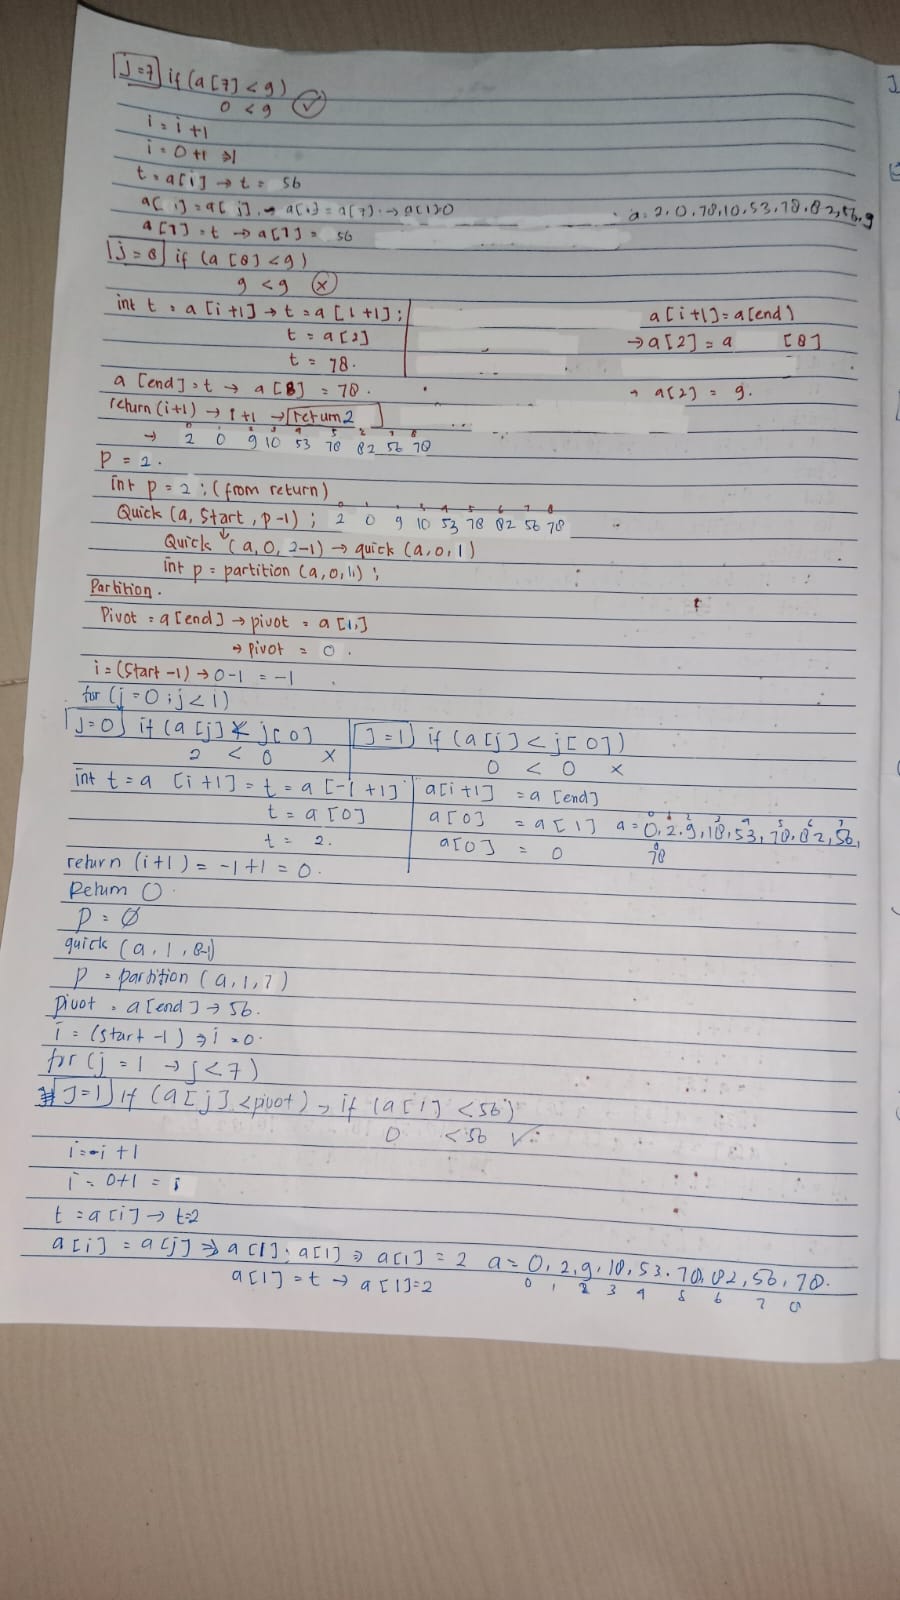 j=7 if (a[7]<9)
0 < 9 ✓
i = i+1
i = 0+1 ⇒1
t = a[i] → t = 56
a[i] = a[j] → a[1] = a[7] → a[1]=0
a = 2,0,78,10,53,78,82,56,9
a[7] = t → a[7] = 56
j=8 if (a[8]<9)
9 < 9 ×
int t = a[i+1] → t = a[1+1];
a[i+1] = a[end]
t = a[2]
→ a[2] = a [8]
t = 78.
a[end] = t → a[8] = 78.
→ a[2] = 9.
return (i+1) → 1+1 → return 2
→ 2 0 9 10 53 78 82 56 78
P = 2.
int p = 2 ; (from return)
Quick (a, start, p-1) ; 2 0 9 10 53 78 82 56 78
Quick (a, 0, 2-1) → quick (a,0,1)
int p = partition (a,0,1) ;
Partition.
Pivot = a[end] → pivot = a[1]
→ pivot = 0.
i = (start-1) → 0-1 = -1
for (j=0 ; j<1)
j=0 if (a[j] < j[0]
J=1 if (a[j] < j[0])
2 < 0 ×
0 < 0 ×
int t = a [i+1] = t = a[-1+1]
a[i+1] = a[end]
t = a[0]
a[0] = a[1] a = 0,2,9,10,53,78,82,56,
78
t = 2.
a[0] = 0
return (i+1) = -1+1 = 0.
Return 0
P = 0
quick (a, 1, 8-1)
P = partition (a,1,7)
pivot = a[end] → 56.
i = (start-1) → i = 0.
for (j = 1 → j<7)
J=1 if (a[j] <pivot) → if (a[1] <56)
0 <56 ✓
i = i+1
i = 0+1 = 1
t = a[i] → t=2
a[i] = a[j] ⇒ a[1] = a[1] ⇒ a[1] = 2 a = 0,2,9,10,53,78,82,56,78.
a[1] = t → a[1]=2
0 1 2 3 4 5 6 7 8